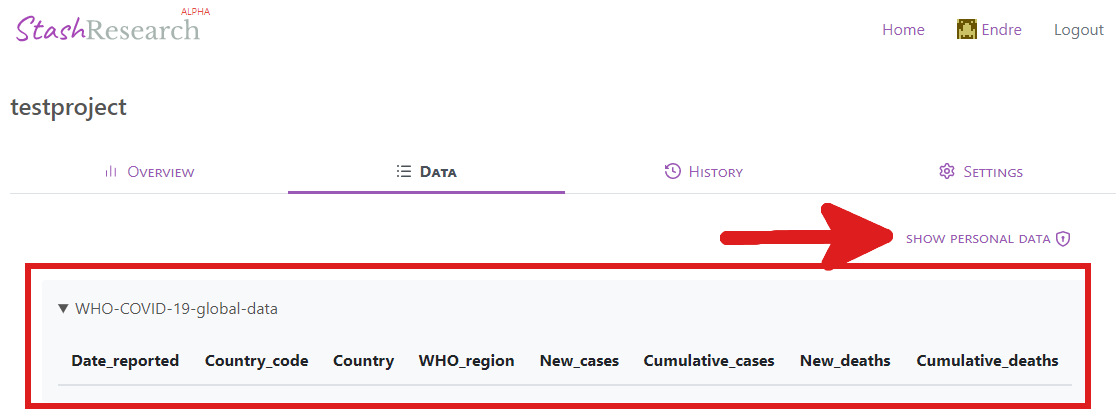 ALPHA
StashResearch
Home Endre Logout
testproject
OVERVIEW DATA HISTORY SETTINGS
SHOW PERSONAL DATA
▼ WHO-COVID-19-global-data
Date_reported Country_code Country WHO_region New_cases Cumulative_cases New_deaths Cumulative_deaths